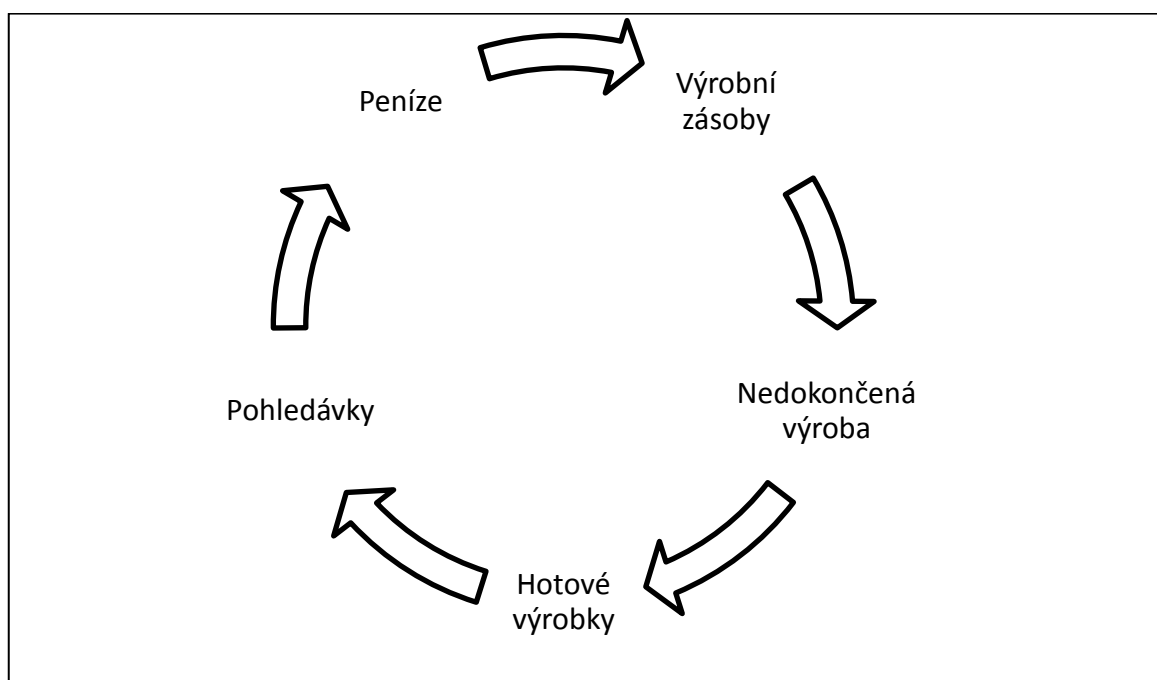 Peníze
Výrobní
zásoby
Nedokončená
výroba
Hotové
výrobky
Pohledávky